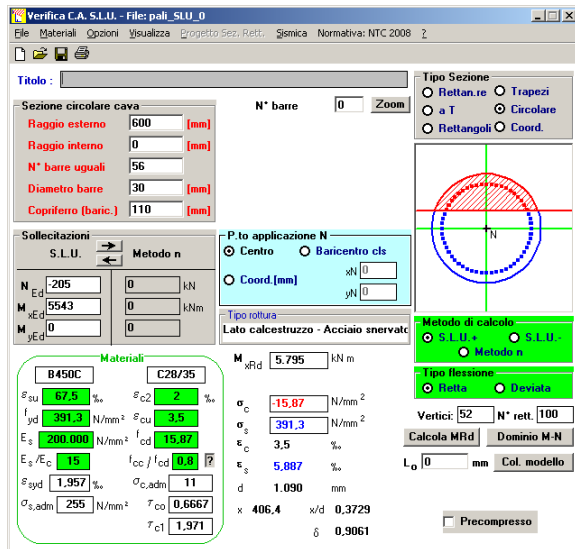 Verifica C.A. S.L.U. - File: pali_SLU_0
File Materiali Opzioni Visualizza Progetto Sez. Rett. Sismica Normativa: NTC 2008 ?
Titolo :
N° barre 0 Zoom
Tipo Sezione
Rettan.re Trapezi
a T Circolare
Rettangoli Coord.
Sezione circolare cava
Raggio esterno 600 [mm]
Raggio interno 0 [mm]
N° barre uguali 56
Diametro barre 30 [mm]
Copriferro (baric.) 110 [mm]
N
Sollecitazioni
S.L.U. Metodo n
N Ed -205 0 kN
M xEd 5543 0 kNm
M yEd 0 0
P.to applicazione N
Centro Baricentro cls
Coord.[mm] xN 0
yN 0
Tipo rottura
Lato calcestruzzo - Acciaio snervato
Metodo di calcolo
S.L.U.+ S.L.U.-
Metodo n
Tipo flessione
Retta Deviata
Vertici: 52 N° rett. 100
Calcola MRd Dominio M-N
L o 0 mm Col. modello
Precompresso
Materiali
B450C C28/35
ε su 67,5 ‰ ε c2 2 ‰
f yd 391,3 N/mm² ε cu 3,5
E s 200.000 N/mm² f cd 15,87
E s /E c 15 f cc / f cd 0,8 ?
ε syd 1,957 ‰ σ c,adm 11
σ s,adm 255 N/mm² τ co 0,6667
τ c1 1,971
M xRd 5.795 kN m
σ c -15,87 N/mm²
σ s 391,3 N/mm²
ε c 3,5 ‰
ε s 5,887 ‰
d 1.090 mm
x 406,4 x/d 0,3729
δ 0,9061